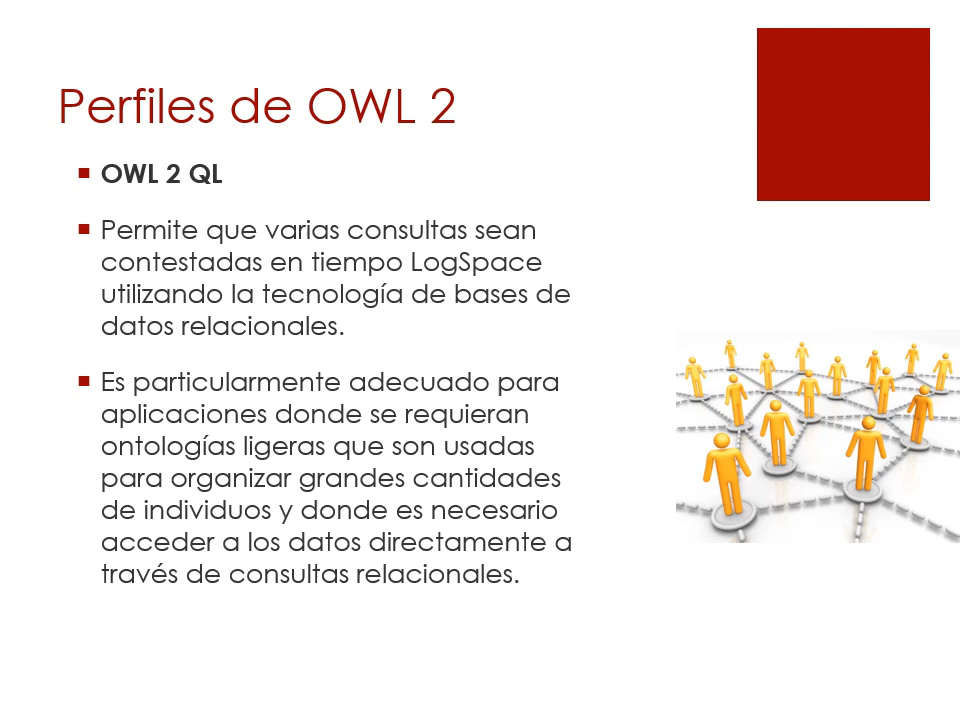 Perfiles de OWL 2
OWL 2 QL
Permite que varias consultas sean
contestadas en tiempo LogSpace
utilizando la tecnología de bases de
datos relacionales.
Es particularmente adecuado para
aplicaciones donde se requieran
ontologías ligeras que son usadas
para organizar grandes cantidades
de individuos y donde es necesario
acceder a los datos directamente a
través de consultas relacionales.